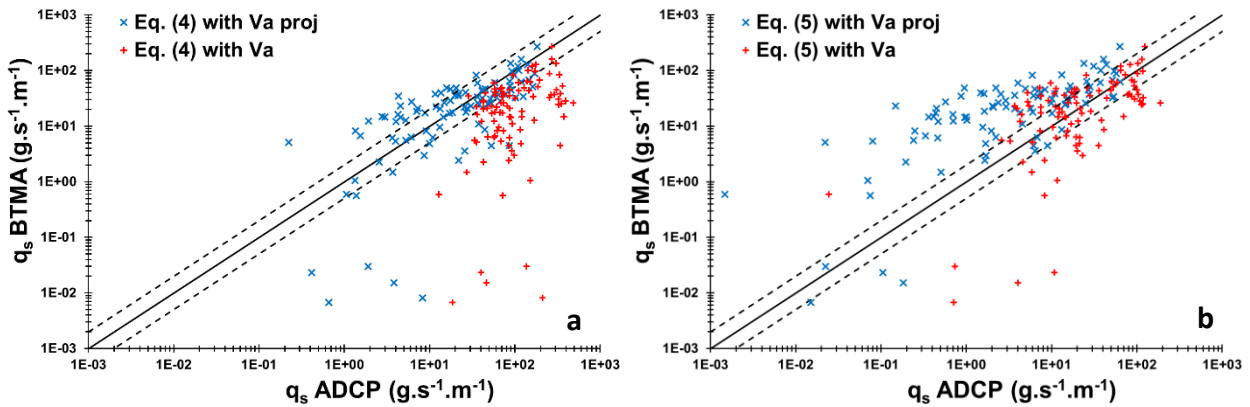 × Eq. (4) with Va proj
+ Eq. (4) with Va
1E+03
1E+02
1E+01
1E+00
1E-01
1E-02
1E-03
qs BTMA (g.s-1.m-1)
1E-03 1E-02 1E-01 1E+00 1E+01 1E+02 1E+03
qs ADCP (g.s-1.m-1)
a
× Eq. (5) with Va proj
+ Eq. (5) with Va
1E+03
1E+02
1E+01
1E+00
1E-01
1E-02
1E-03
qs BTMA (g.s-1.m-1)
1E-03 1E-02 1E-01 1E+00 1E+01 1E+02 1E+03
qs ADCP (g.s-1.m-1)
b